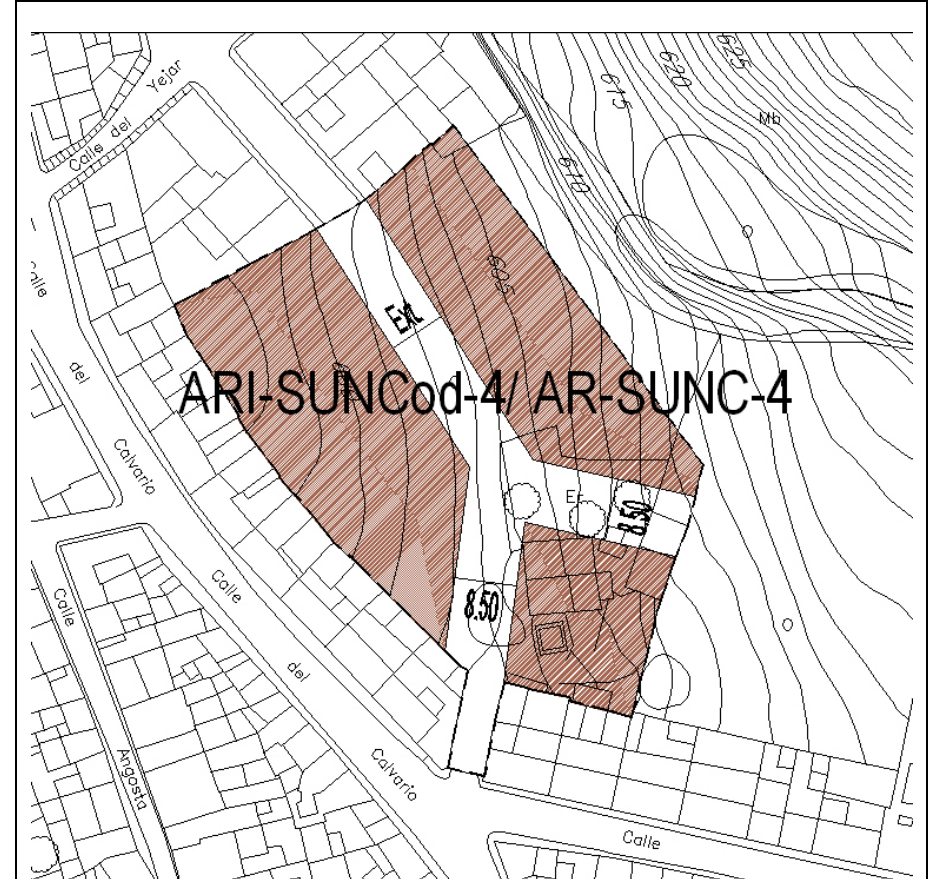 625
620
615
Mb
Calle del Yejar
610
605
Ext
Calle del Calvario
ARI-SUNCod-4/ AR-SUNC-4
Er
8.50
8.50
Calle
Calle del Calvario
Angosta
Calle